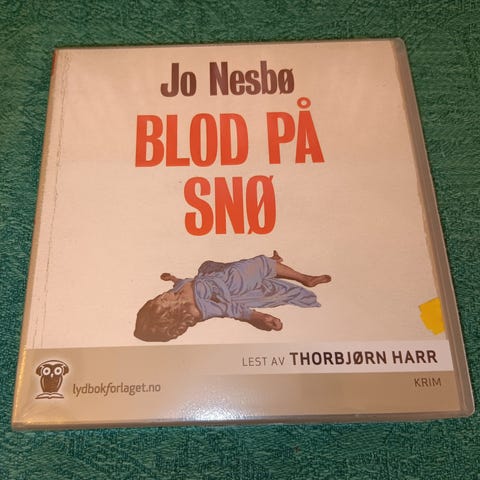 Jo Nesbø
BLOD PÅ
SNØ
LEST AV THORBJØRN HARR
lydbokforlaget.no
KRIM